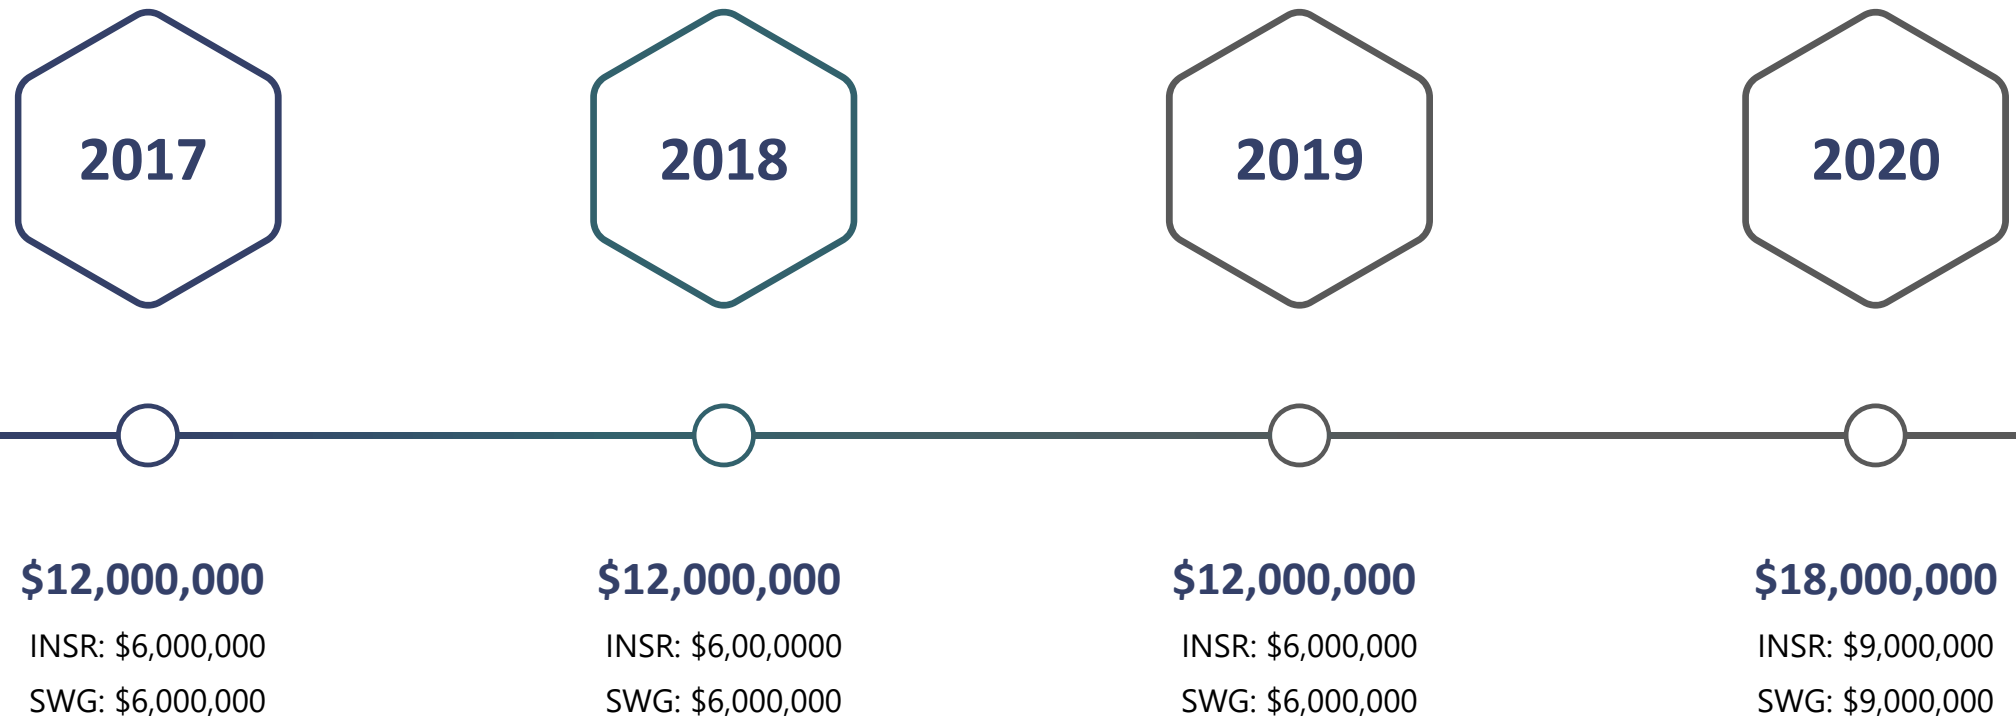 2017
2018
2019
2020
$12,000,000
INSR: $6,000,000
SWG: $6,000,000
$12,000,000
INSR: $6,00,0000
SWG: $6,000,000
$12,000,000
INSR: $6,000,000
SWG: $6,000,000
$18,000,000
INSR: $9,000,000
SWG: $9,000,000